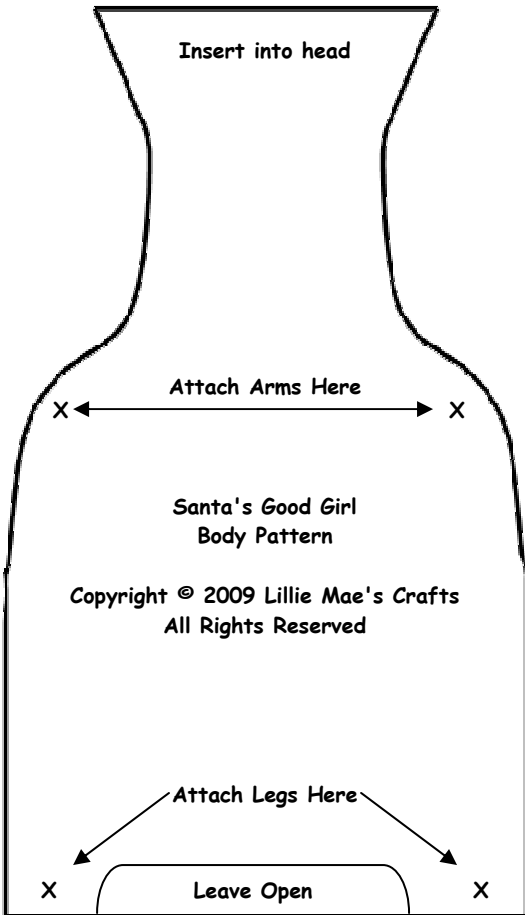 Insert into head
Attach Arms Here
X X
Santa's Good Girl
Body Pattern
Copyright © 2009 Lillie Mae's Crafts
All Rights Reserved
Attach Legs Here
X Leave Open X